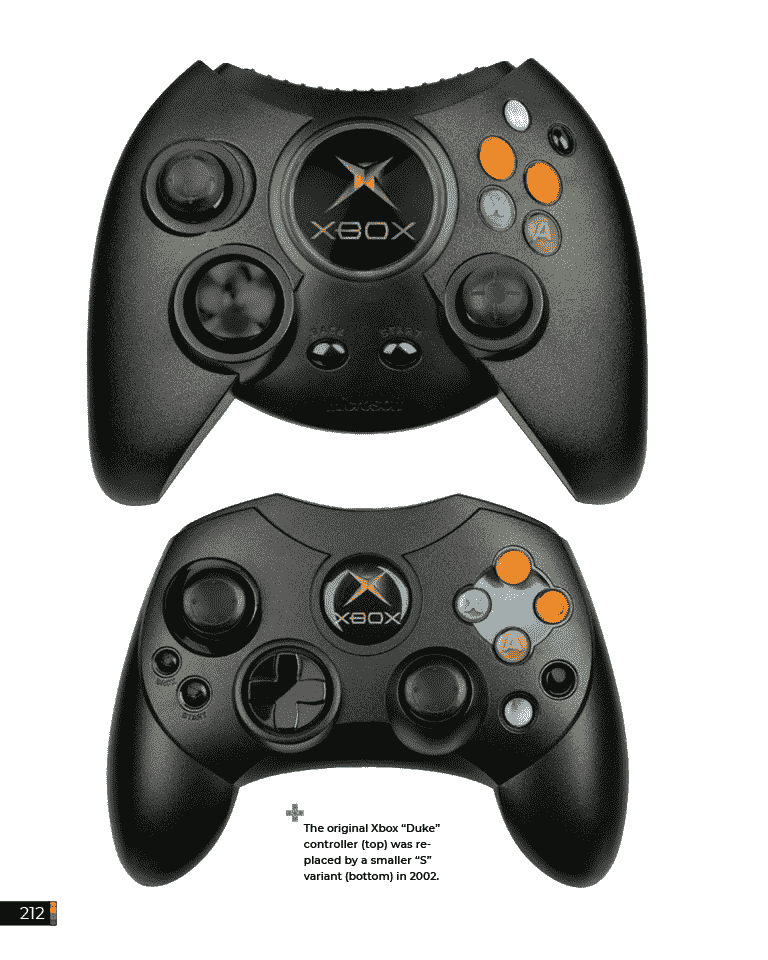 XBOX
A
BACK
START
Microsoft
XBOX
X
A
BACK
START
The original Xbox “Duke”
controller (top) was re-
placed by a smaller “S”
variant (bottom) in 2002.
212